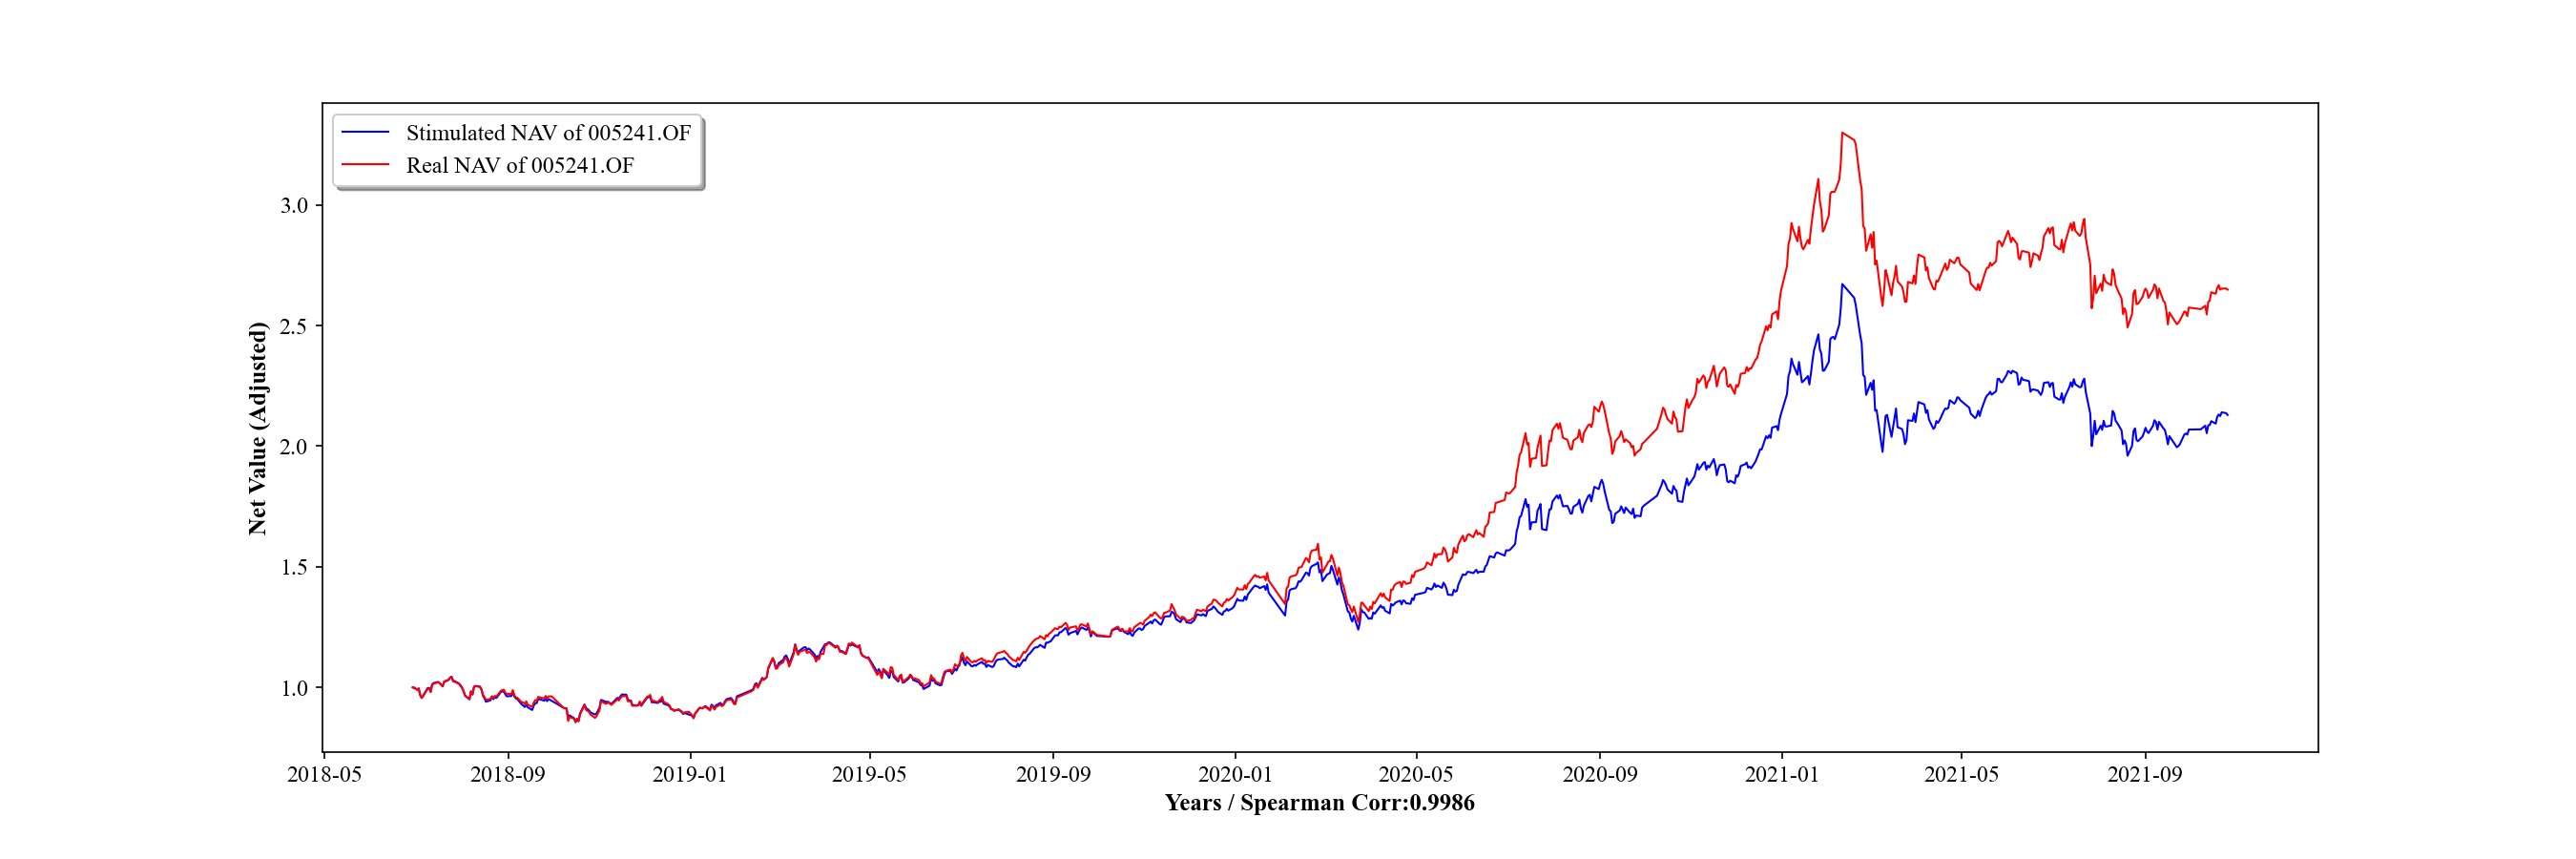 Stimulated NAV of 005241.OF
Real NAV of 005241.OF
Net Value (Adjusted)
3.0
2.5
2.0
1.5
1.0
2018-05 2018-09 2019-01 2019-05 2019-09 2020-01 2020-05 2020-09 2021-01 2021-05 2021-09
Years / Spearman Corr:0.9986